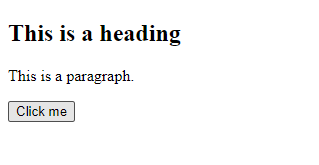 This is a heading
This is a paragraph.
Click me